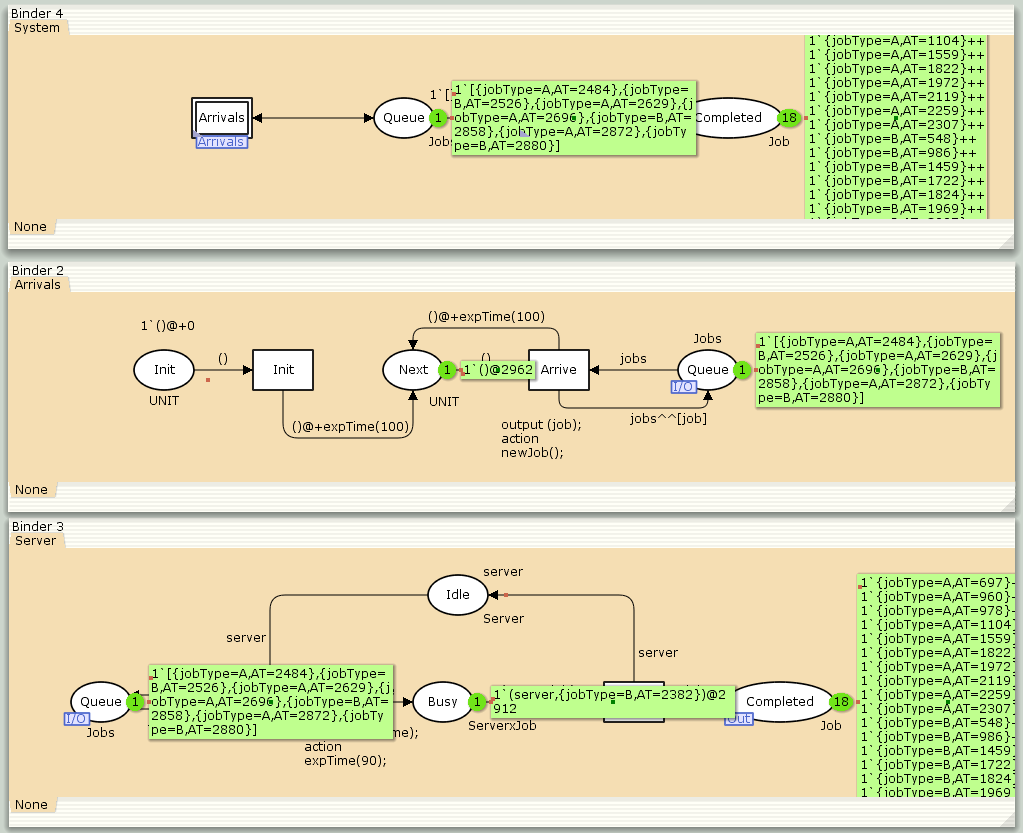 Binder 4
System
Arrivals
Arrivals
Queue
1
1`[
Jobs
1`[{jobType=A,AT=2484},{jobType=
B,AT=2526},{jobType=A,AT=2629},{j
obType=A,AT=2696},{jobType=B,AT=
2858},{jobType=A,AT=2872},{jobTy
pe=B,AT=2880}]
Completed
18
Job
1`{jobType=A,AT=1104}++
1`{jobType=A,AT=1559}++
1`{jobType=A,AT=1822}++
1`{jobType=A,AT=1972}++
1`{jobType=A,AT=2119}++
1`{jobType=A,AT=2259}++
1`{jobType=A,AT=2307}++
1`{jobType=B,AT=548}++
1`{jobType=B,AT=986}++
1`{jobType=B,AT=1459}++
1`{jobType=B,AT=1722}++
1`{jobType=B,AT=1824}++
1`{jobType=B,AT=1969}++
None
Binder 2
Arrivals
1`()@+0
Init
UNIT
()
Init
()@+expTime(100)
()@+expTime(100)
Next
1
UNIT
()
1`()@2962
Arrive
output (job);
action
newJob();
jobs
jobs^^[job]
Jobs
Queue
1
I/O
1`[{jobType=A,AT=2484},{jobType=
B,AT=2526},{jobType=A,AT=2629},{j
obType=A,AT=2696},{jobType=B,AT=
2858},{jobType=A,AT=2872},{jobTy
pe=B,AT=2880}]
None
Binder 3
Server
server
Idle
Server
server
server
Queue
1
I/O
Jobs
1`[{jobType=A,AT=2484},{jobType=
B,AT=2526},{jobType=A,AT=2629},{j
obType=A,AT=2696},{jobType=B,AT=
2858},{jobType=A,AT=2872},{jobTy
pe=B,AT=2880}]
me);
action
expTime(90);
Busy
1
ServerxJob
1`(server,{jobType=B,AT=2382})@2
912
Completed
18
Out
Job
1`{jobType=A,AT=697}
1`{jobType=A,AT=960}
1`{jobType=A,AT=978}
1`{jobType=A,AT=1104}
1`{jobType=A,AT=1559}
1`{jobType=A,AT=1822}
1`{jobType=A,AT=1972}
1`{jobType=A,AT=2119}
1`{jobType=A,AT=2259}
1`{jobType=A,AT=2307}
1`{jobType=B,AT=548}
1`{jobType=B,AT=986}
1`{jobType=B,AT=1459}
1`{jobType=B,AT=1722}
1`{jobType=B,AT=1824}
1`{jobType=B,AT=1969}
None